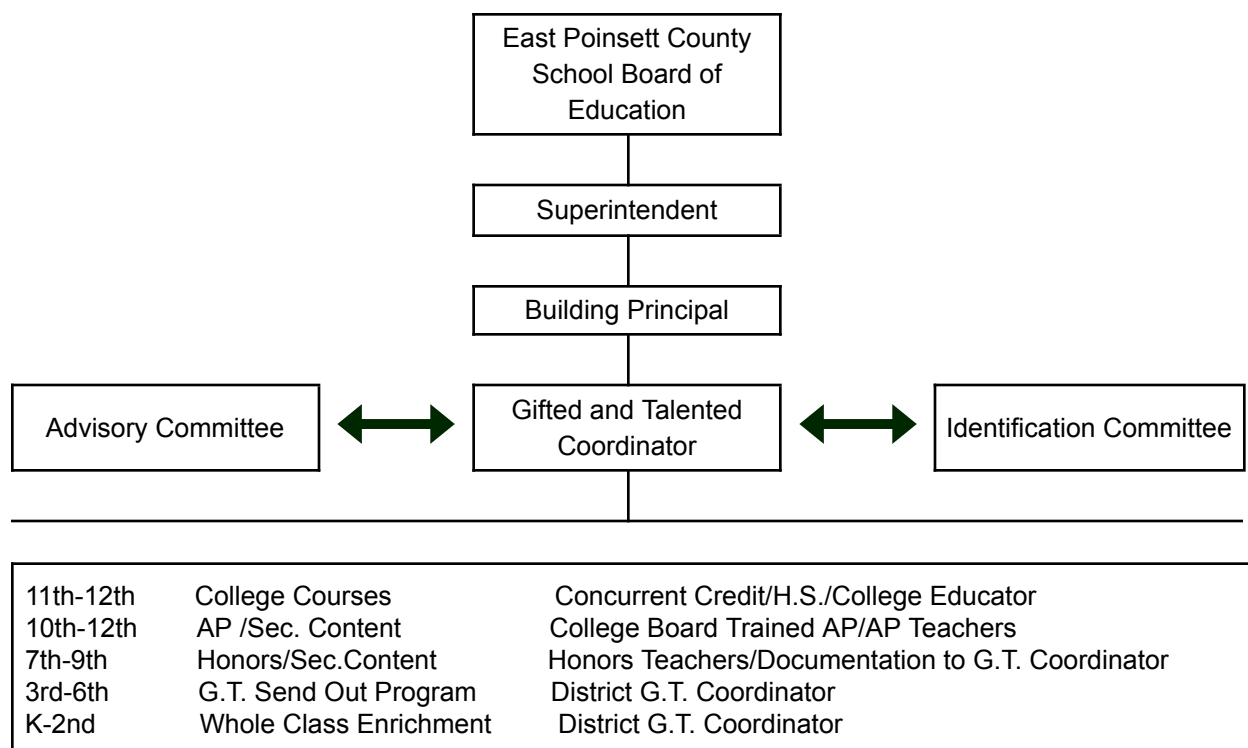 East Poinsett County
School Board of
Education
Superintendent
Building Principal
Advisory Committee
Gifted and Talented
Coordinator
Identification Committee
11th-12th College Courses Concurrent Credit/H.S./College Educator
10th-12th AP /Sec. Content College Board Trained AP/AP Teachers
7th-9th Honors/Sec.Content Honors Teachers/Documentation to G.T. Coordinator
3rd-6th G.T. Send Out Program District G.T. Coordinator
K-2nd Whole Class Enrichment District G.T. Coordinator